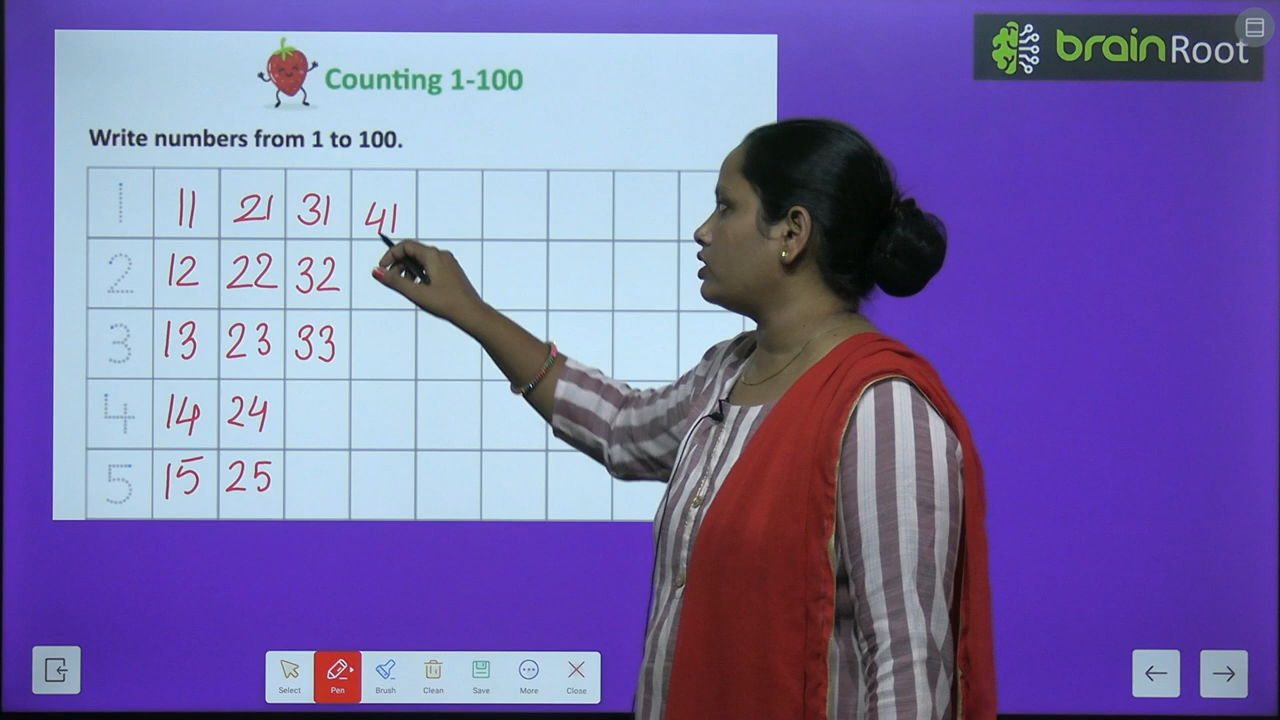 brainRoot
Counting 1-100
Write numbers from 1 to 100.
1 11 21 31 41
2 12 22 32
3 13 23 33
4 14 24
5 15 25
Select Pen Brush Clean Save More Close